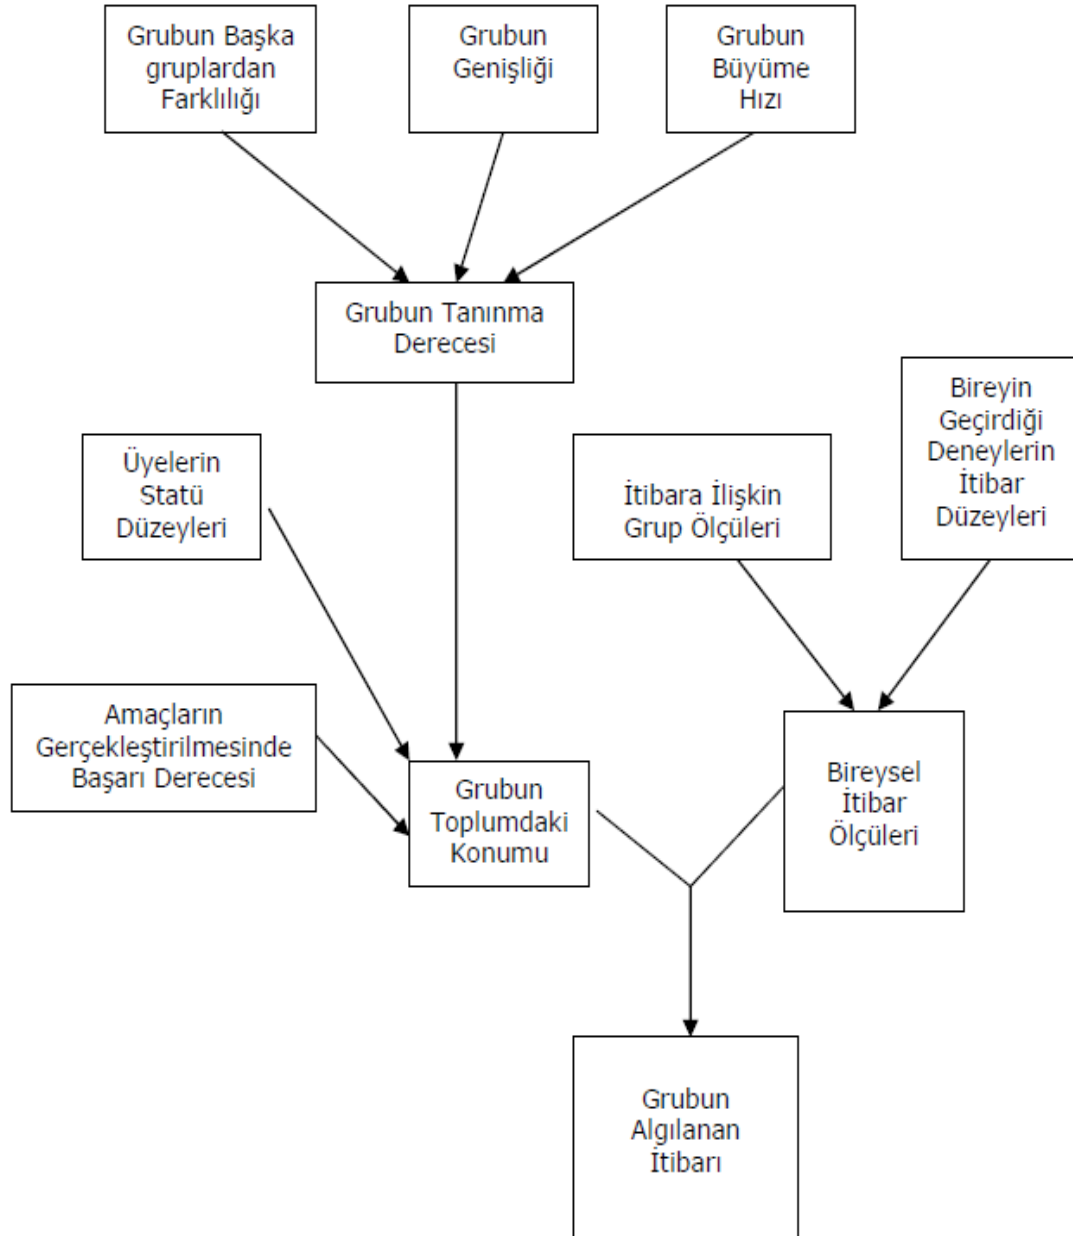 Grubun Başka
gruplardan
Farklılığı
Grubun
Genişliği
Grubun
Büyüme
Hızı
Grubun Tanınma
Derecesi
Bireyin
Geçirdiği
Deneylerin
İtibar
Düzeyleri
Üyelerin
Statü
Düzeyleri
İtibara İlişkin
Grup Ölçüleri
Amaçların
Gerçekleştirilmesinde
Başarı Derecesi
Grubun
Toplumdaki
Konumu
Bireysel
İtibar
Ölçüleri
Grubun
Algılanan
İtibarı